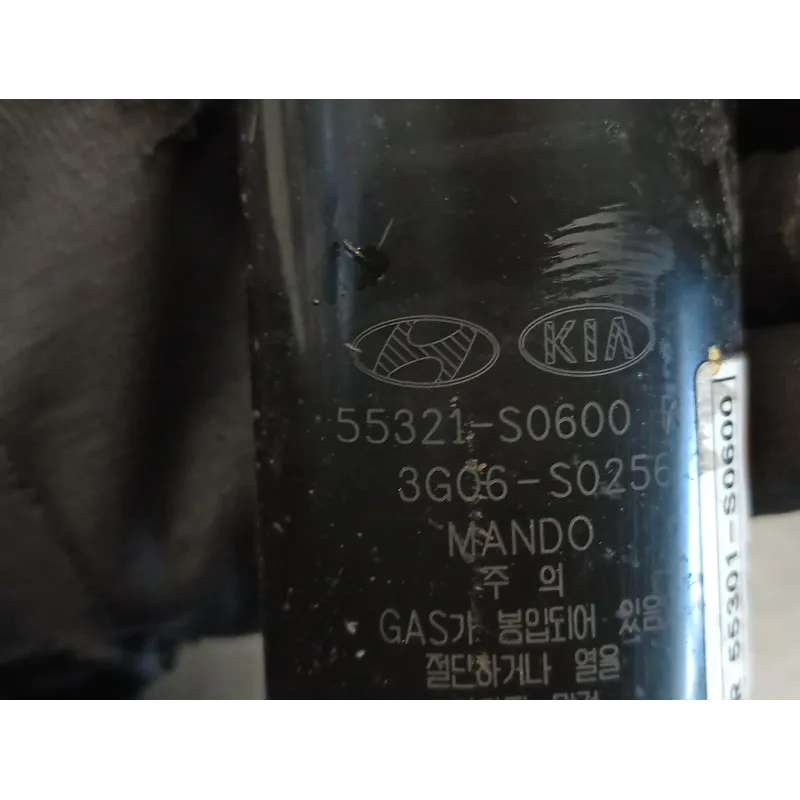 KIA
55321-S0600 R
3G06-S0256
MANDO
주 의
GAS가 봉입되어 있음
절단하거나 열을
R 55301-S0600